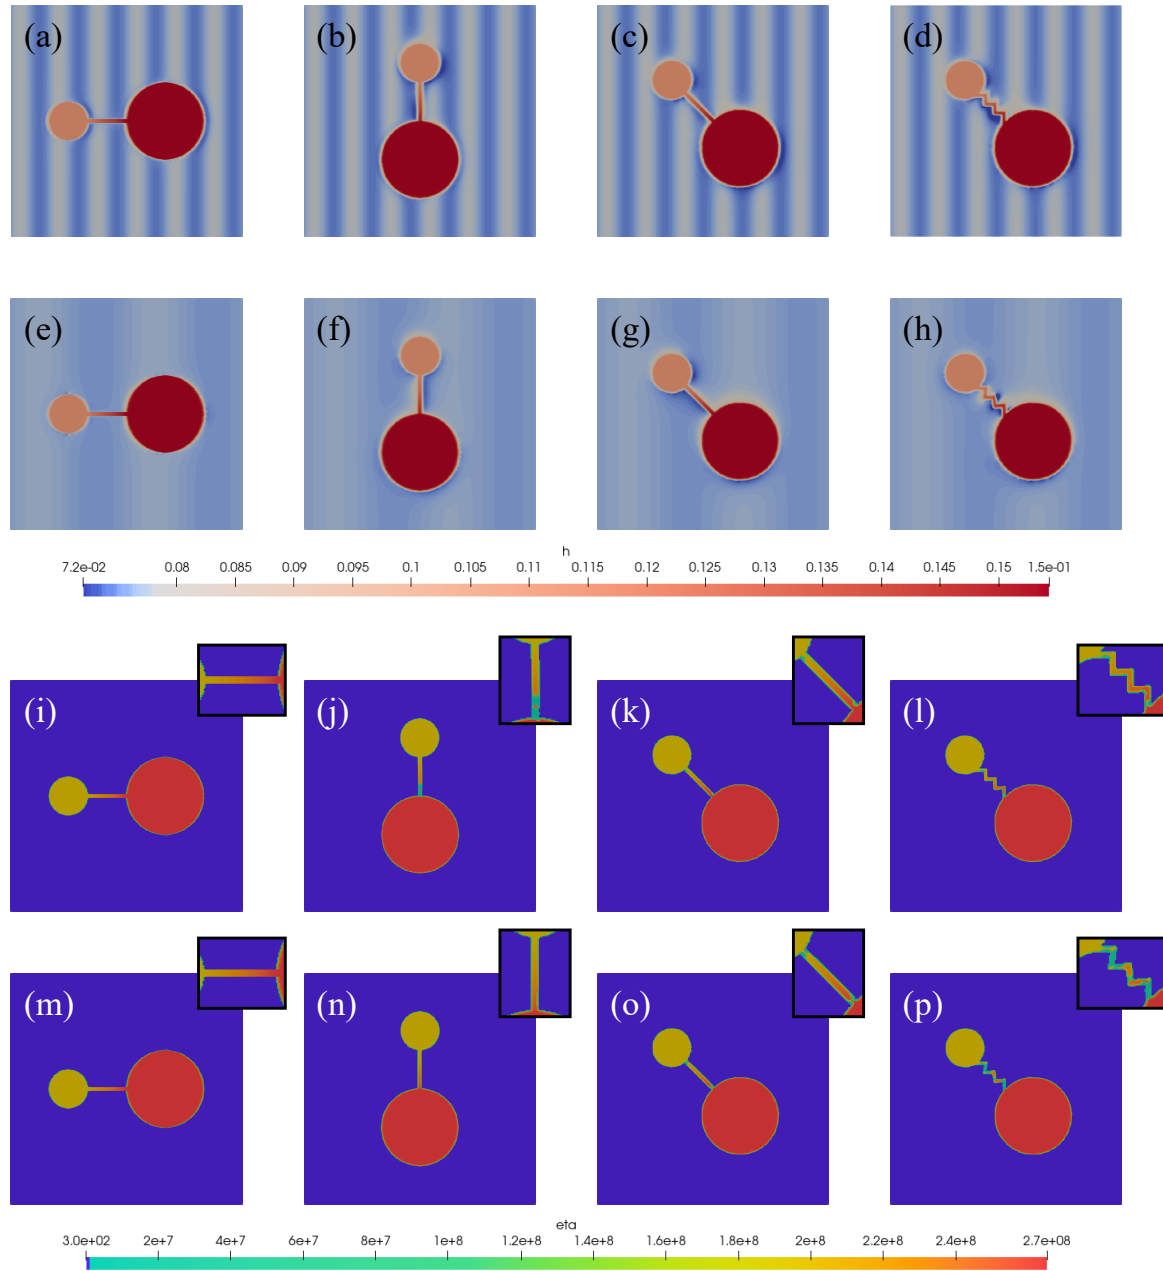 (a) (b) (c) (d)
(e) (f) (g) (h)
h
7.2e-02 0.08 0.085 0.09 0.095 0.1 0.105 0.11 0.115 0.12 0.125 0.13 0.135 0.14 0.145 0.15 1.5e-01
(i) (j) (k) (l)
(m) (n) (o) (p)
eta
3.0e+02 2e+7 4e+7 6e+7 8e+7 1e+8 1.2e+8 1.4e+8 1.6e+8 1.8e+8 2e+8 2.2e+8 2.4e+8 2.7e+08